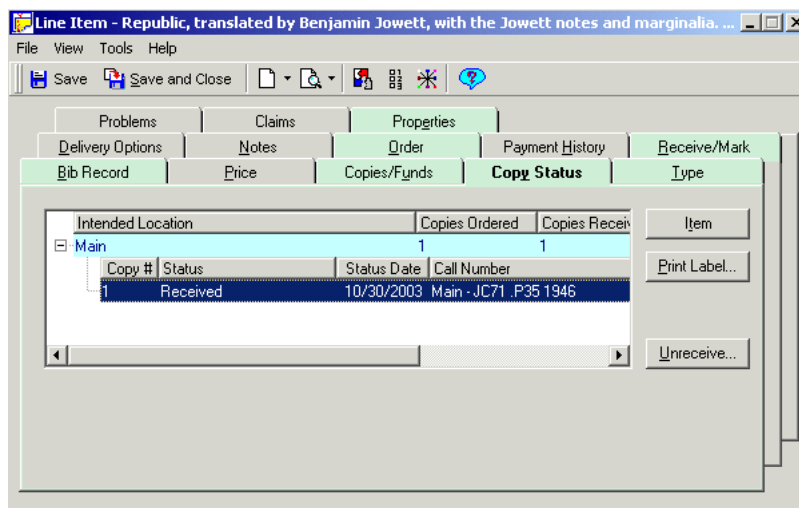 Line Item - Republic, translated by Benjamin Jowett, with the Jowett notes and marginalia. ...
File View Tools Help
Save Save and Close
Problems Claims Properties
Delivery Options Notes Order Payment History Receive/Mark
Bib Record Price Copies/Funds Copy Status Type
Intended Location Copies Ordered Copies Receiv
Item
Main 1 1
Copy # Status Status Date Call Number
Print Label...
1 Received 10/30/2003 Main - JC71 .P35 1946
Unreceive...